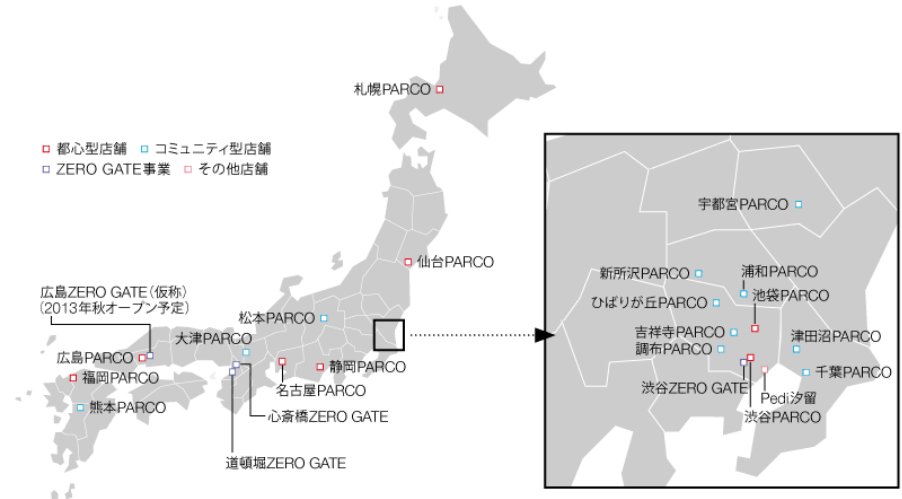 札幌PARCO
都心型店舗
コミュニティ型店舗
ZERO GATE事業
その他店舗
仙台PARCO
広島ZERO GATE（仮称）
（2013年秋オープン予定）
松本PARCO
大津PARCO
広島PARCO
静岡PARCO
福岡PARCO
名古屋PARCO
熊本PARCO
心斎橋ZERO GATE
道頓堀ZERO GATE
宇都宮PARCO
新所沢PARCO
浦和PARCO
ひばりが丘PARCO
池袋PARCO
吉祥寺PARCO
津田沼PARCO
調布PARCO
千葉PARCO
渋谷ZERO GATE
Pedi汐留
渋谷PARCO